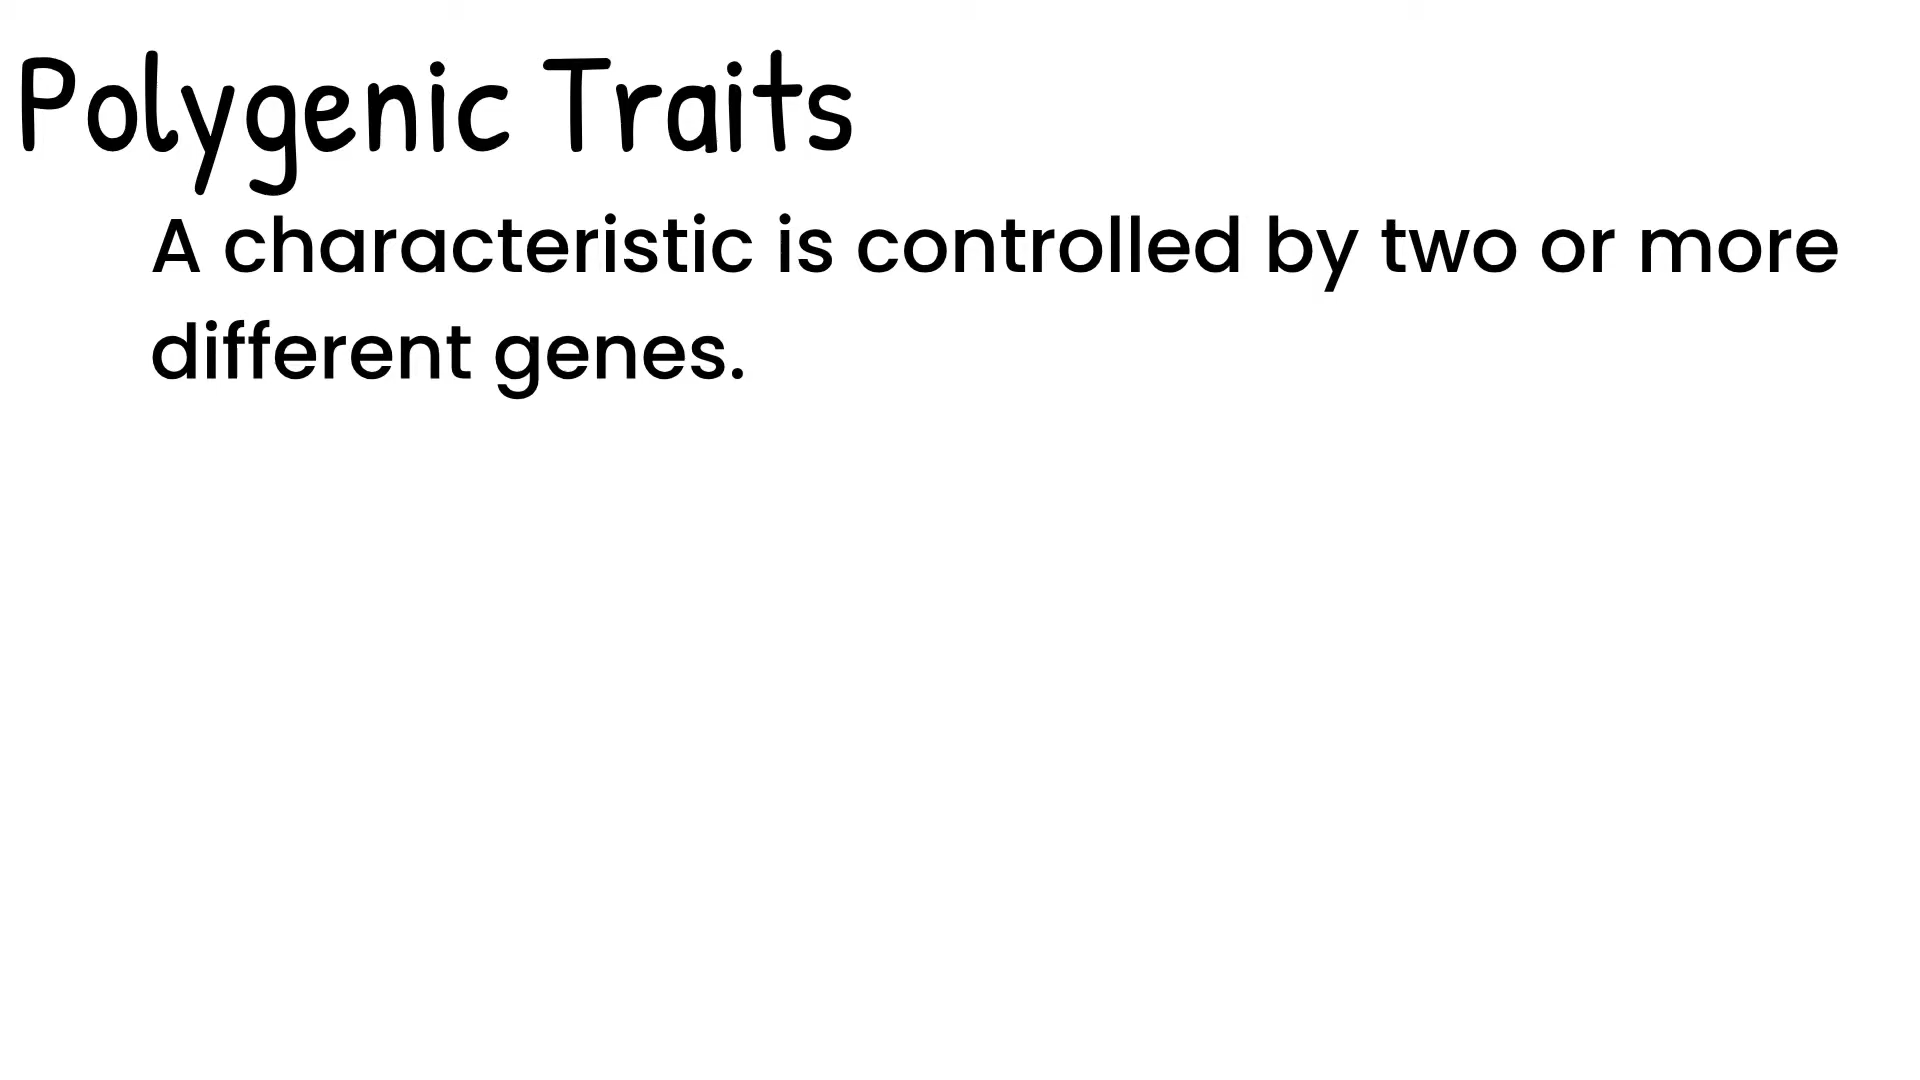 Polygenic Traits
A characteristic is controlled by two or more
different genes.